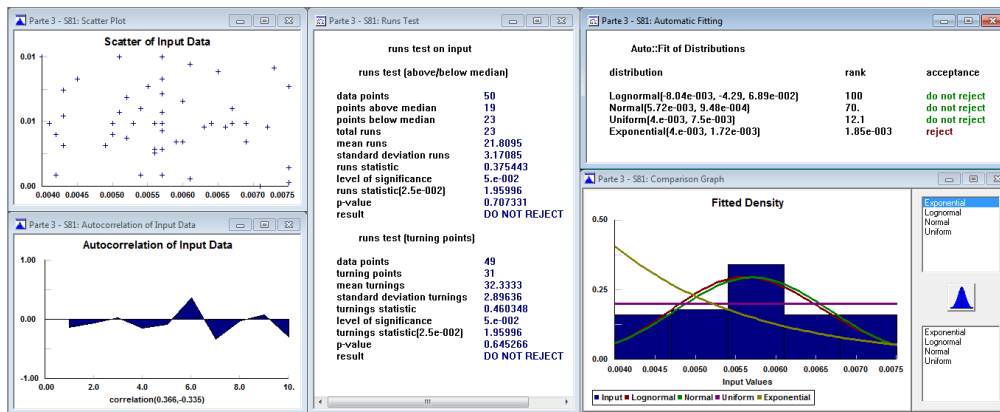 Parte 3 - S81: Scatter Plot
Scatter of Input Data
0.01
0.01
0.00
0.0040 0.0045 0.0050 0.0055 0.0060 0.0065 0.0070 0.0075
Parte 3 - S81: Autocorrelation of Input Data
Autocorrelation of Input Data
1.00
0.00
-1.00
0.00 2.0 4.0 6.0 8.0 10.
correlation(0.366,-0.335)
Parte 3 - S81: Runs Test
runs test on input
runs test (above/below median)
data points 50
points above median 19
points below median 23
total runs 23
mean runs 21.8095
standard deviation runs 3.17085
runs statistic 0.375443
level of significance 5.e-002
runs statistic(2.5e-002) 1.95996
p-value 0.707331
result DO NOT REJECT
runs test (turning points)
data points 49
turning points 31
mean turnings 32.3333
standard deviation turnings 2.89636
turnings statistic 0.460348
level of significance 5.e-002
turnings statistic(2.5e-002) 1.95996
p-value 0.645266
result DO NOT REJECT
Parte 3 - S81: Automatic Fitting
Auto::Fit of Distributions
distribution rank acceptance
Lognormal(-8.04e-003, -4.29, 6.89e-002) 100 do not reject
Normal(5.72e-003, 9.48e-004) 70. do not reject
Uniform(4.e-003, 7.5e-003) 12.1 do not reject
Exponential(4.e-003, 1.72e-003) 1.85e-003 reject
Parte 3 - S81: Comparison Graph
Fitted Density
0.50
0.25
0.00
0.0040 0.0045 0.0050 0.0055 0.0060 0.0065 0.0070 0.0075
Input Values
Input Lognormal Normal Uniform Exponential
Exponential
Lognormal
Normal
Uniform
Exponential
Lognormal
Normal
Uniform